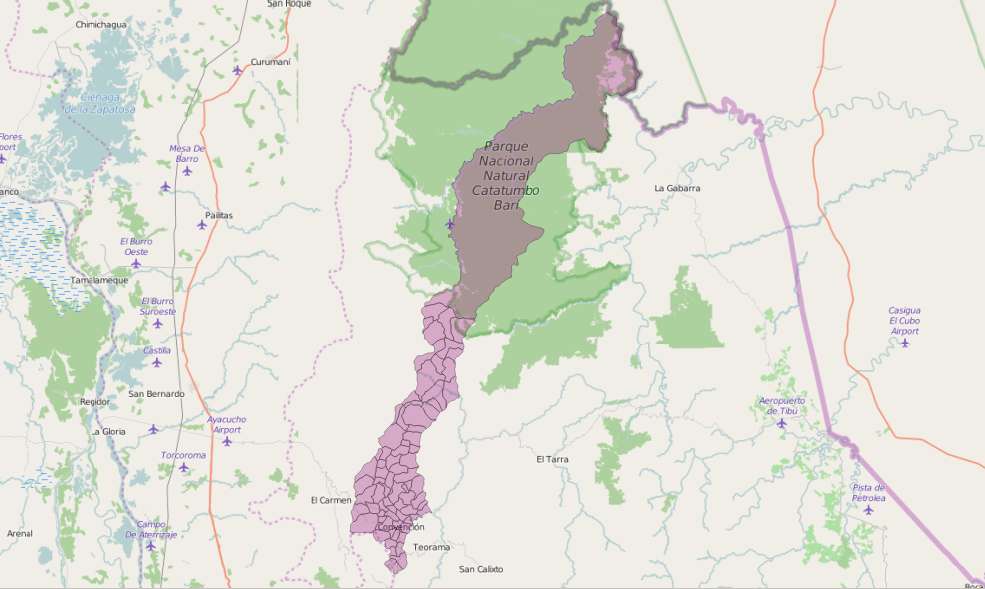 San Roque
Chimichagua
Curumaní
Ciénaga
de la Zapatosa
Flores
port
Mesa De
Barro
Parque
Nacional
Natural
Catatumbo
Barí
La Gabarra
anco
Pailitas
El Burro
Oeste
Tamalameque
El Burro
Suroeste
Casigua
El Cubo
Airport
Castilla
San Bernardo
Regidor
Aeropuerto
de Tibú
La Gloria
Ayacucho
Airport
Torcoroma
El Tarra
Pista de
Petrolea
El Carmen
Convención
Campo
De Aterrizaje
Arenal
Teorama
San Calixto